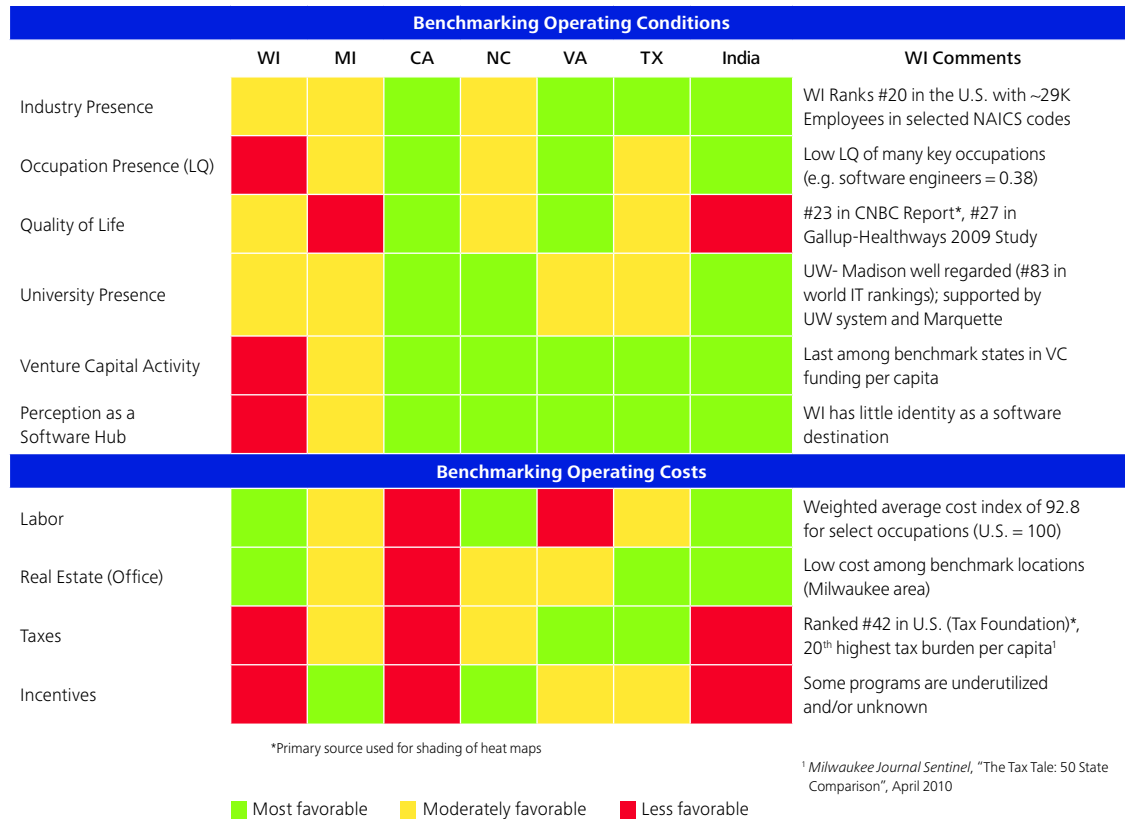 Benchmarking Operating Conditions
WI MI CA NC VA TX India WI Comments
Industry Presence
WI Ranks #20 in the U.S. with ~29K
Employees in selected NAICS codes
Occupation Presence (LQ)
Low LQ of many key occupations
(e.g. software engineers = 0.38)
Quality of Life
#23 in CNBC Report*, #27 in
Gallup-Healthways 2009 Study
University Presence
UW- Madison well regarded (#83 in
world IT rankings); supported by
UW system and Marquette
Venture Capital Activity
Last among benchmark states in VC
funding per capita
Perception as a
Software Hub
WI has little identity as a software
destination
Benchmarking Operating Costs
Labor
Weighted average cost index of 92.8
for select occupations (U.S. = 100)
Real Estate (Office)
Low cost among benchmark locations
(Milwaukee area)
Taxes
Ranked #42 in U.S. (Tax Foundation)*,
20th highest tax burden per capita¹
Incentives
Some programs are underutilized
and/or unknown
*Primary source used for shading of heat maps
¹ Milwaukee Journal Sentinel, “The Tax Tale: 50 State
Comparison”, April 2010
Most favorable Moderately favorable Less favorable